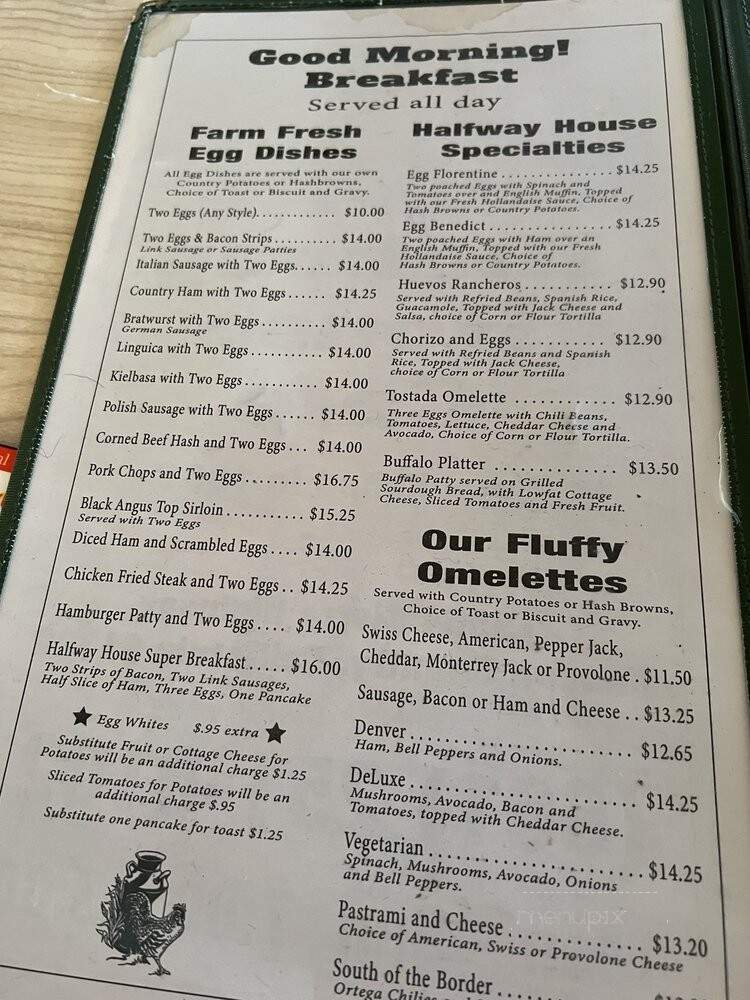 Good Morning!
Breakfast
Served all day
Farm Fresh
Egg Dishes
All Egg Dishes are served with our own
Country Potatoes or Hashbrowns,
Choice of Toast or Biscuit and Gravy.
Two Eggs (Any Style). . . . . . . . . . . . . $10.00
Two Eggs & Bacon Strips . . . . . . . . . . $14.00
Link Sausage or Sausage Patties
Italian Sausage with Two Eggs. . . . . . $14.00
Country Ham with Two Eggs . . . . . . $14.25
Bratwurst with Two Eggs . . . . . . . . . . $14.00
German Sausage
Linguica with Two Eggs . . . . . . . . . . . $14.00
Kielbasa with Two Eggs . . . . . . . . . . . $14.00
Polish Sausage with Two Eggs . . . . . . $14.00
Corned Beef Hash and Two Eggs . . . $14.00
Pork Chops and Two Eggs . . . . . . . . . $16.75
Black Angus Top Sirloin . . . . . . . . . . . $15.25
Served with Two Eggs
Diced Ham and Scrambled Eggs . . . . $14.00
Chicken Fried Steak and Two Eggs . . $14.25
Hamburger Patty and Two Eggs . . . . $14.00
Halfway House Super Breakfast . . . . . $16.00
Two Strips of Bacon, Two Link Sausages,
Half Slice of Ham, Three Eggs, One Pancake
Egg Whites $.95 extra
Substitute Fruit or Cottage Cheese for
Potatoes will be an additional charge $1.25
Sliced Tomatoes for Potatoes will be an
additional charge $.95
Substitute one pancake for toast $1.25
Halfway House
Specialties
Egg Florentine . . . . . . . . . . . . . . . . $14.25
Two poached Eggs with Spinach and
Tomatoes over and English Muffin, Topped
with our Fresh Hollandaise Sauce, Choice of
Hash Browns or Country Potatoes.
Egg Benedict . . . . . . . . . . . . . . . . . $14.25
Two poached Eggs with Ham over an
English Muffin, Topped with our Fresh
Hollandaise Sauce, Choice of
Hash Browns or Country Potatoes.
Huevos Rancheros . . . . . . . . . . . $12.90
Served with Refried Beans, Spanish Rice,
Guacamole, Topped with Jack Cheese and
Salsa, choice of Corn or Flour Tortilla
Chorizo and Eggs . . . . . . . . . . . $12.90
Served with Refried Beans and Spanish
Rice, Topped with Jack Cheese,
choice of Corn or Flour Tortilla
Tostada Omelette . . . . . . . . . . . . $12.90
Three Eggs Omelette with Chili Beans,
Tomatoes, Lettuce, Cheddar Cheese and
Avocado, Choice of Corn or Flour Tortilla.
Buffalo Platter . . . . . . . . . . . . . . $13.50
Buffalo Patty served on Grilled
Sourdough Bread, with Lowfat Cottage
Cheese, Sliced Tomatoes and Fresh Fruit.
Our Fluffy
Omelettes
Served with Country Potatoes or Hash Browns,
Choice of Toast or Biscuit and Gravy.
Swiss Cheese, American, Pepper Jack,
Cheddar, Monterrey Jack or Provolone . $11.50
Sausage, Bacon or Ham and Cheese . . $13.25
Denver . . . . . . . . . . . . . . . . . . . . . . . . . $12.65
Ham, Bell Peppers and Onions.
DeLuxe . . . . . . . . . . . . . . . . . . . . . . . . . $14.25
Mushrooms, Avocado, Bacon and
Tomatoes, topped with Cheddar Cheese.
Vegetarian . . . . . . . . . . . . . . . . . . . . . . $14.25
Spinach, Mushrooms, Avocado, Onions
and Bell Peppers.
Pastrami and Cheese . . . . . . . . . . . . . . $13.20
Choice of American, Swiss or Provolone Cheese
South of the Border . . . . .
Ortega Chilies
menupix